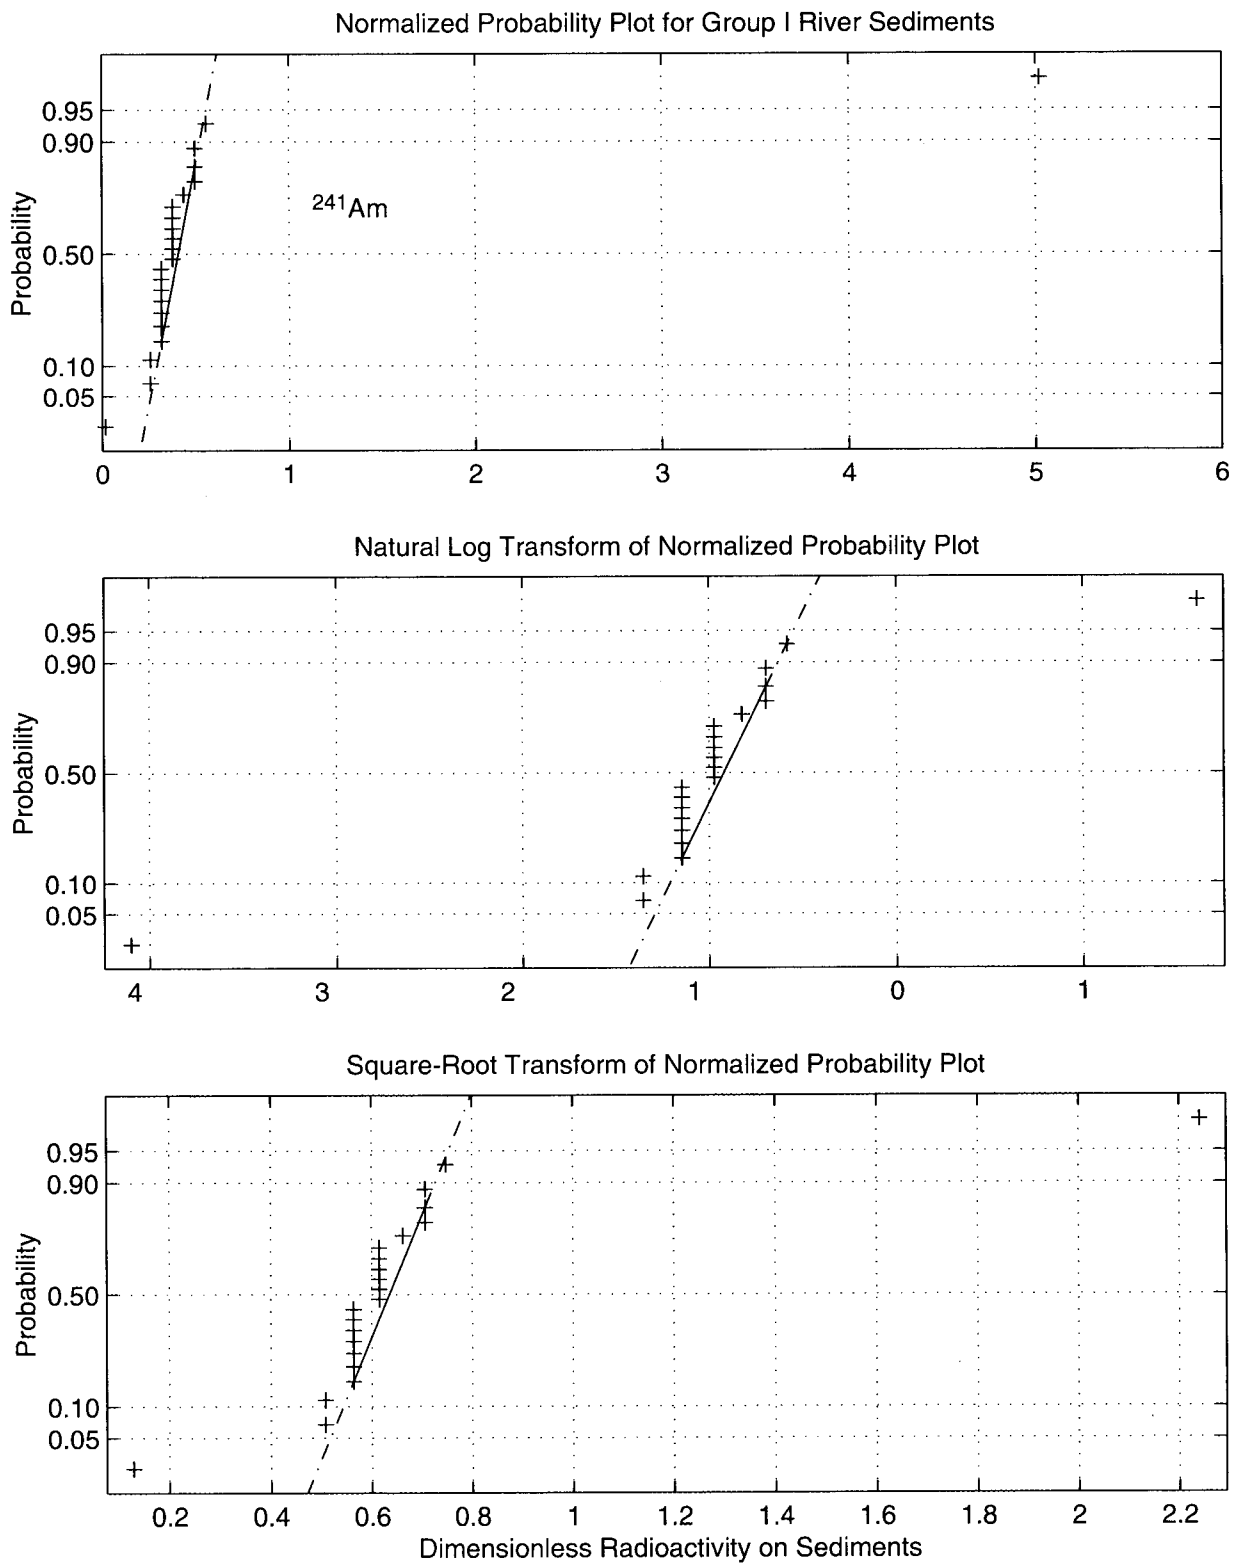 Normalized Probability Plot for Group I River Sediments
0.95
0.90
0.50
0.10
0.05
Probability
²⁴¹Am
0 1 2 3 4 5 6
Natural Log Transform of Normalized Probability Plot
0.95
0.90
0.50
0.10
0.05
Probability
4 3 2 1 0 1
Square-Root Transform of Normalized Probability Plot
0.95
0.90
0.50
0.10
0.05
Probability
0.2 0.4 0.6 0.8 1 1.2 1.4 1.6 1.8 2 2.2
Dimensionless Radioactivity on Sediments